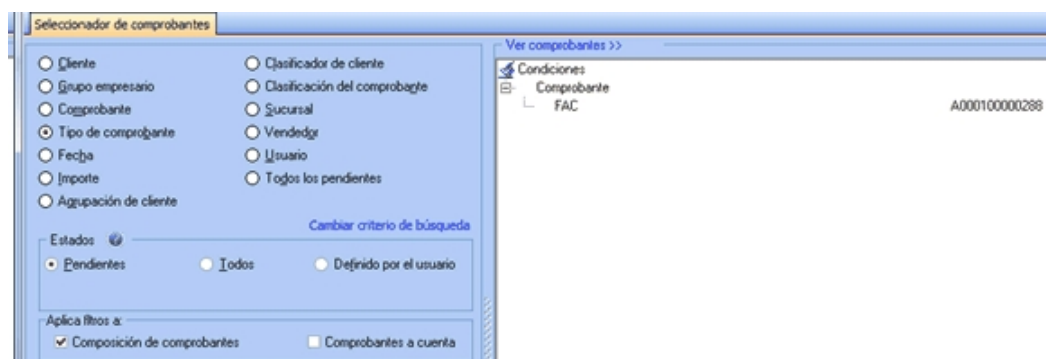 Seleccionador de comprobantes
Cliente
Grupo empresario
Comprobante
Tipo de comprobante
Fecha
Importe
Agrupación de cliente
Clasificador de cliente
Clasificación del comprobante
Sucursal
Vendedor
Usuario
Todos los pendientes
Cambiar criterio de búsqueda
Estados
Pendientes Todos Definido por el usuario
Aplica filtros a:
Composición de comprobantes Comprobantes a cuenta
Ver comprobantes >>
Condiciones
Comprobante
FAC A000100000288